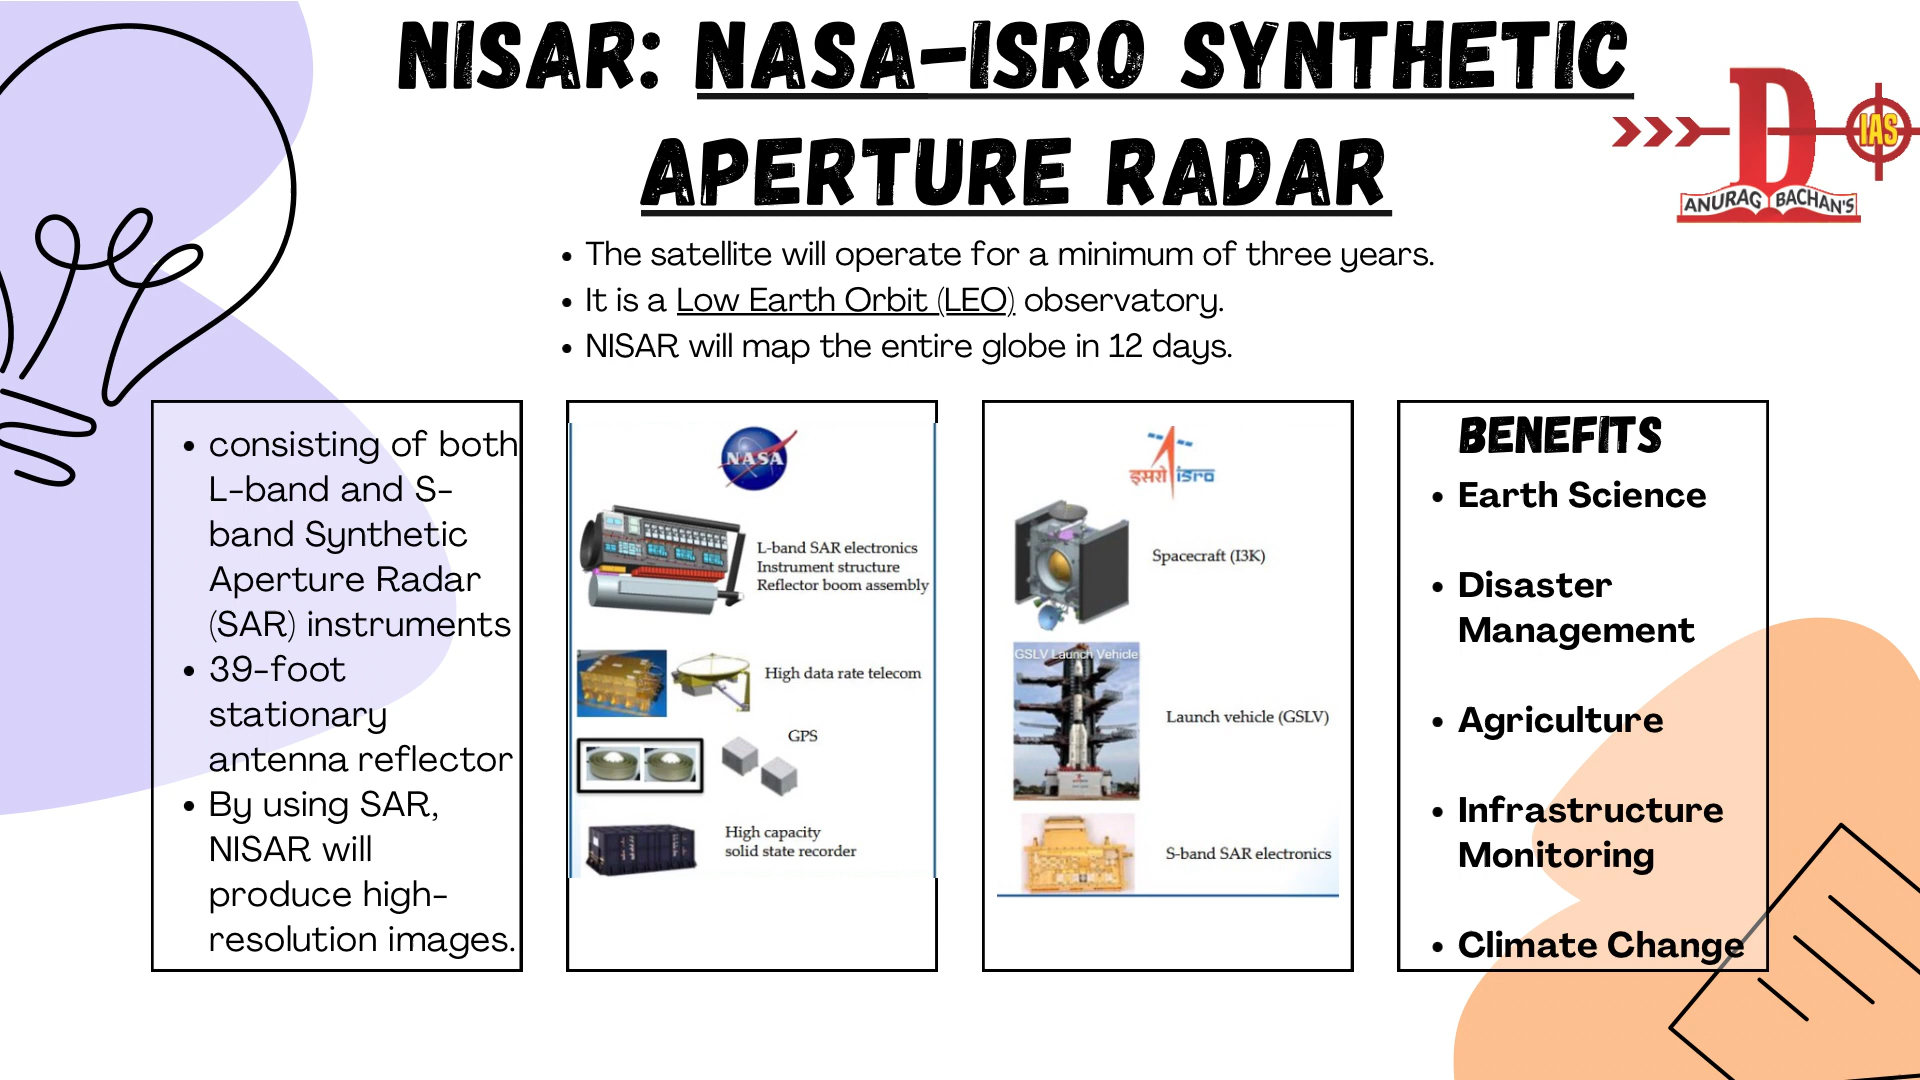 NISAR: NASA-ISRO SYNTHETIC
APERTURE RADAR
D
IAS
ANURAG BACHAN'S
• The satellite will operate for a minimum of three years.
• It is a Low Earth Orbit (LEO) observatory.
• NISAR will map the entire globe in 12 days.
• consisting of both
L-band and S-
band Synthetic
Aperture Radar
(SAR) instruments
• 39-foot
stationary
antenna reflector
• By using SAR,
NISAR will
produce high-
resolution images.
NASA
L-band SAR electronics
Instrument structure
Reflector boom assembly
High data rate telecom
GPS
High capacity
solid state recorder
इसरो isro
Spacecraft (I3K)
GSLV Launch Vehicle
Launch vehicle (GSLV)
S-band SAR electronics
BENEFITS
• Earth Science
• Disaster
Management
• Agriculture
• Infrastructure
Monitoring
• Climate Change